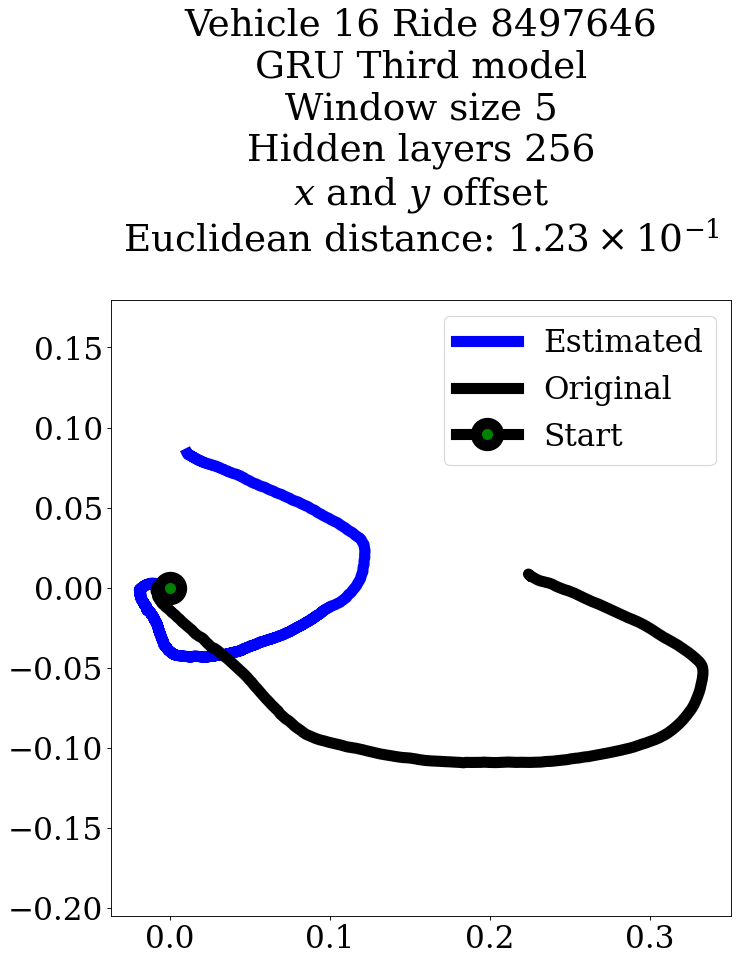 Vehicle 16 Ride 8497646
GRU Third model
Window size 5
Hidden layers 256
x and y offset
Euclidean distance: 1.23 × 10⁻¹
Estimated
Original
Start
0.15
0.10
0.05
0.00
−0.05
−0.10
−0.15
−0.20
0.0 0.1 0.2 0.3